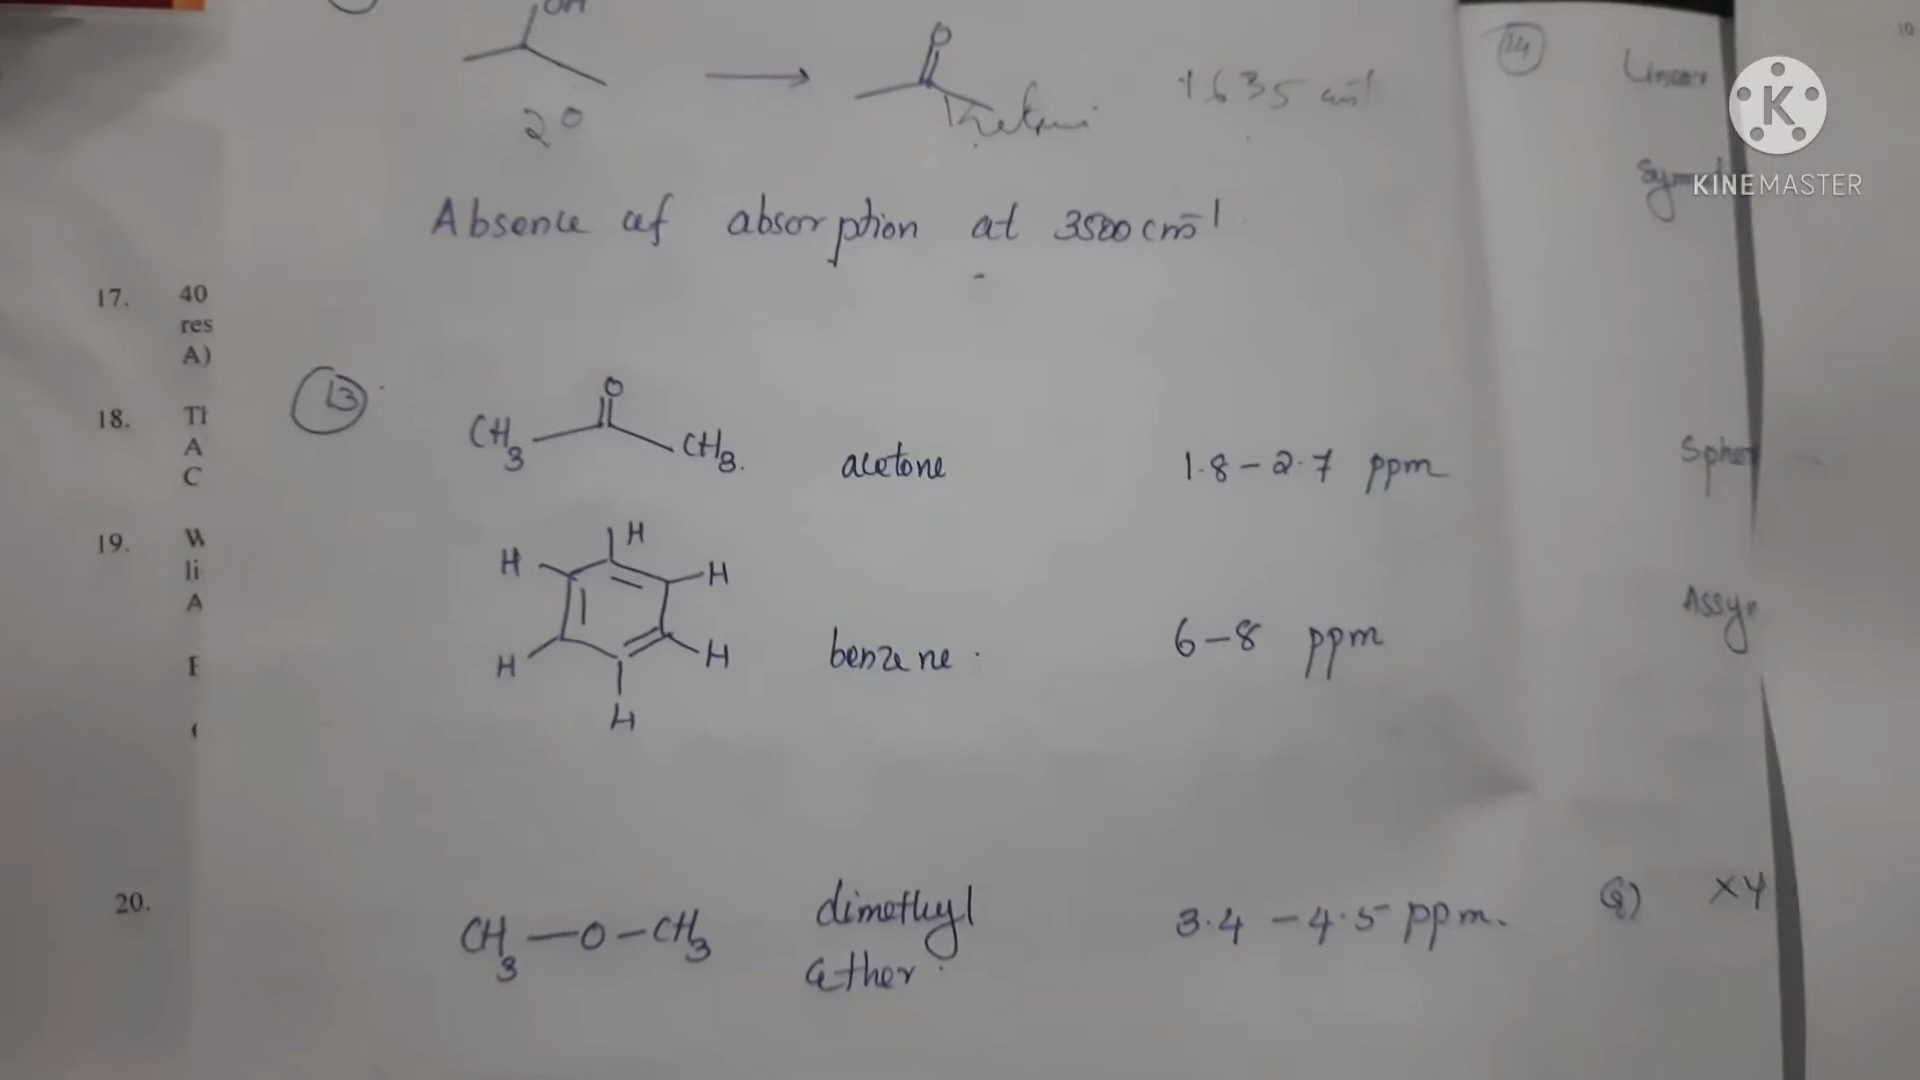 OH
O
2°
Ketone
1635 cm⁻¹
Absence of absorption at 3500 cm⁻¹
17. 40
res
A)
18.
A
C
19. W
li
A
20.
13
O
CH3 CH3. acetone 1.8-2.7 ppm
H
H H
H H
H
benzene. 6-8 ppm
CH3-O-CH3 dimethyl 3.4-4.5 ppm.
ether.
14 Linear
K
KINEMASTER
Q) XY